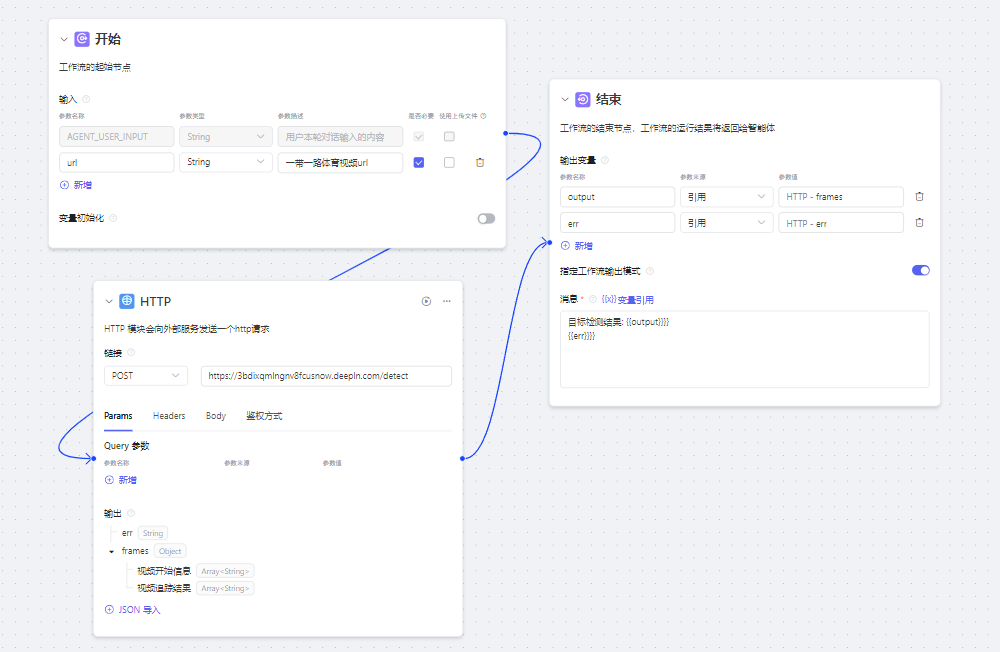 开始
工作流的起始节点
输入
参数名称 参数类型 参数描述 是否必要 使用上传文件
AGENT_USER_INPUT String 用户本轮对话输入的内容
url String 一带一路体育视频url
新增
变量初始化
HTTP
HTTP 模块会向外部服务发送一个http请求
链接
POST https://3bdixqmlngnv8fcusnow.deepln.com/detect
Params Headers Body 鉴权方式
Query 参数
参数名称 参数来源 参数值
新增
输出
err String
frames Object
视频开始信息 Array<String>
视频追踪结果 Array<String>
JSON 导入
结束
工作流的结束节点，工作流的运行结果将返回给智能体
输出变量
参数名称 参数来源 参数值
output 引用 HTTP - frames
err 引用 HTTP - err
新增
指定工作流输出模式
消息 * {{x}}变量引用
目标检测结果: {{output}}}}
{{err}}}}